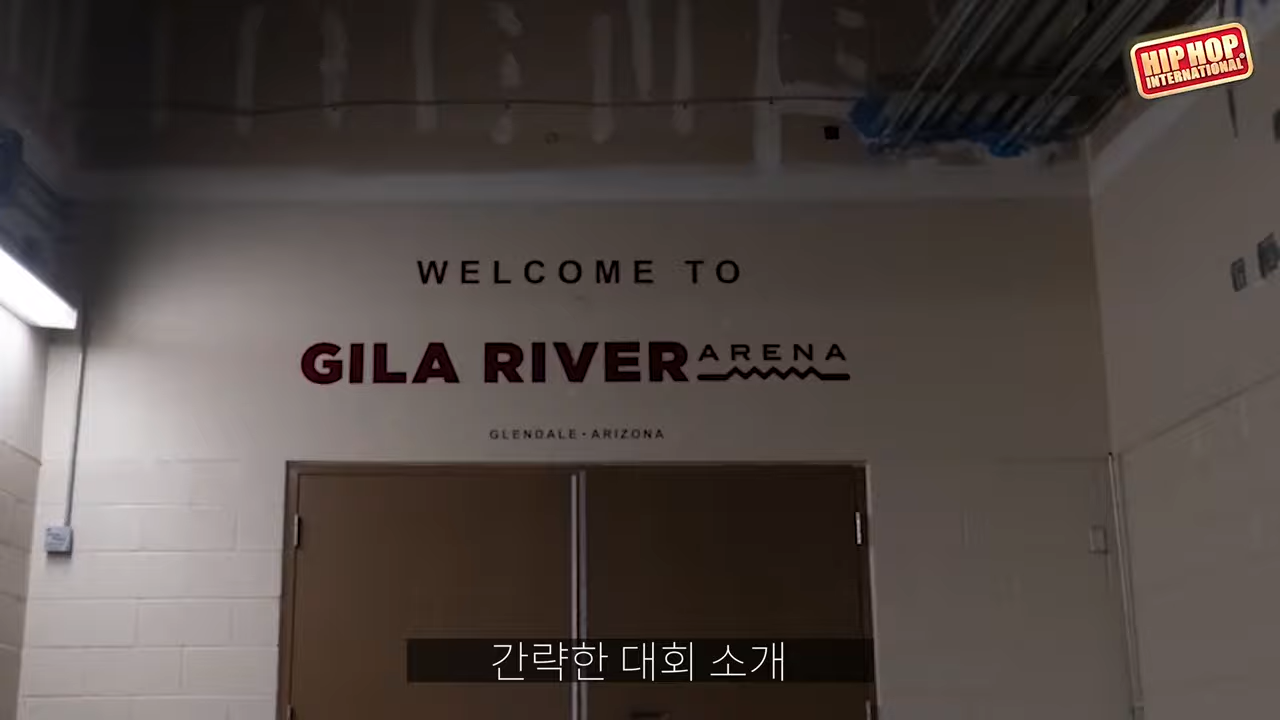 HIP HOP
INTERNATIONAL
WELCOME TO
GILA RIVER ARENA
GLENDALE · ARIZONA
간략한 대회 소개